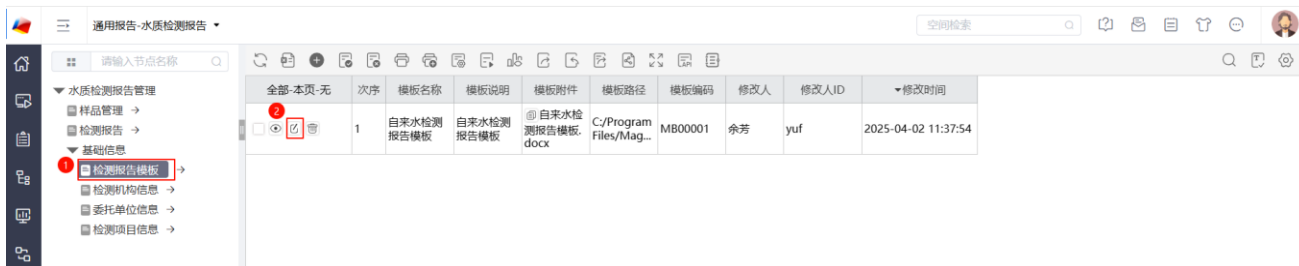 通用报告-水质检测报告 ▼
空间检索
请输入节点名称
▼ 水质检测报告管理
样品管理 →
检测报告 →
▼ 基础信息
1
检测报告模板 →
检测机构信息 →
委托单位信息 →
检测项目信息 →
全部-本页-无 次序 模板名称 模板说明 模板附件 模板路径 模板编码 修改人 修改人ID ▼修改时间
2
1 自来水检测报告模板 自来水检测报告模板 自来水检测报告模板.docx C:/Program Files/Mag... MB00001 余芳 yuf 2025-04-02 11:37:54